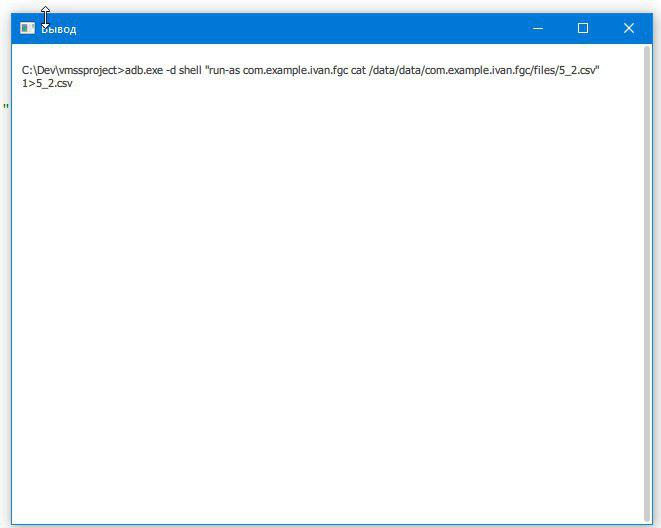 Вывод
C:\Dev\vmssproject>adb.exe -d shell "run-as com.example.ivan.fgc cat /data/data/com.example.ivan.fgc/files/5_2.csv"
1>5_2.csv
"